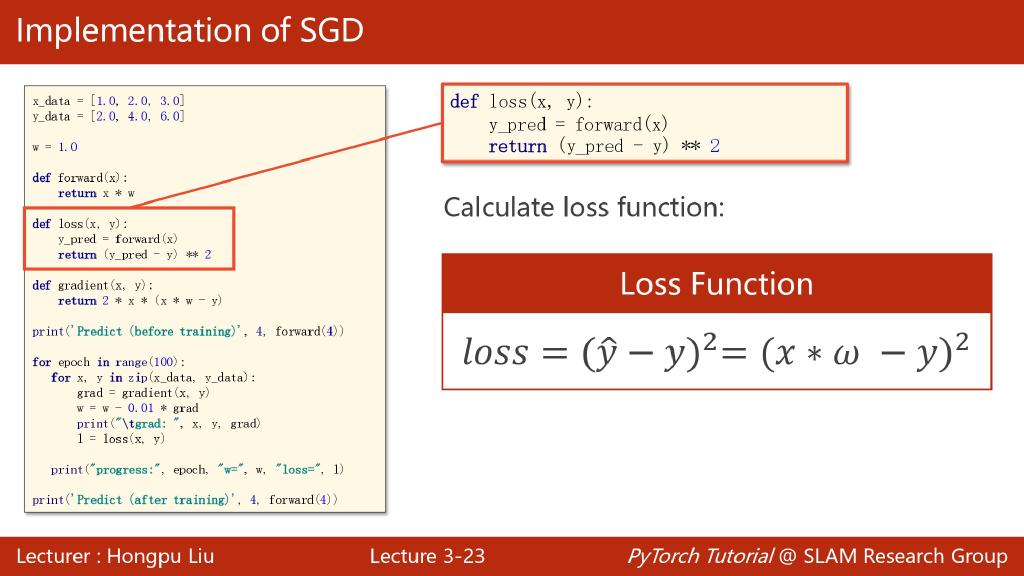 Implementation of SGD
x_data = [1.0, 2.0, 3.0]
y_data = [2.0, 4.0, 6.0]
w = 1.0
def forward(x):
    return x * w
def loss(x, y):
    y_pred = forward(x)
    return (y_pred - y) ** 2
def gradient(x, y):
    return 2 * x * (x * w - y)
print('Predict (before training)', 4, forward(4))
for epoch in range(100):
    for x, y in zip(x_data, y_data):
        grad = gradient(x, y)
        w = w - 0.01 * grad
        print("\tgrad: ", x, y, grad)
        l = loss(x, y)
    print("progress:", epoch, "w=", w, "loss=", l)
print('Predict (after training)', 4, forward(4))
def loss(x, y):
    y_pred = forward(x)
    return (y_pred - y) ** 2
Calculate loss function:
Loss Function
loss = (ŷ − y)²= (x ∗ ω − y)²
Lecturer : Hongpu Liu
Lecture 3-23
PyTorch Tutorial @ SLAM Research Group